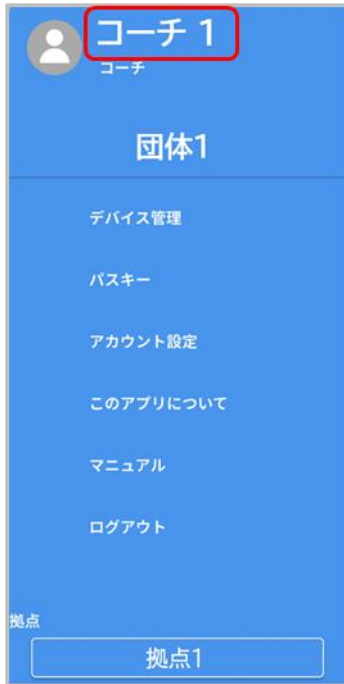 コーチ 1
コーチ
団体1
デバイス管理
パスキー
アカウント設定
このアプリについて
マニュアル
ログアウト
拠点
拠点1